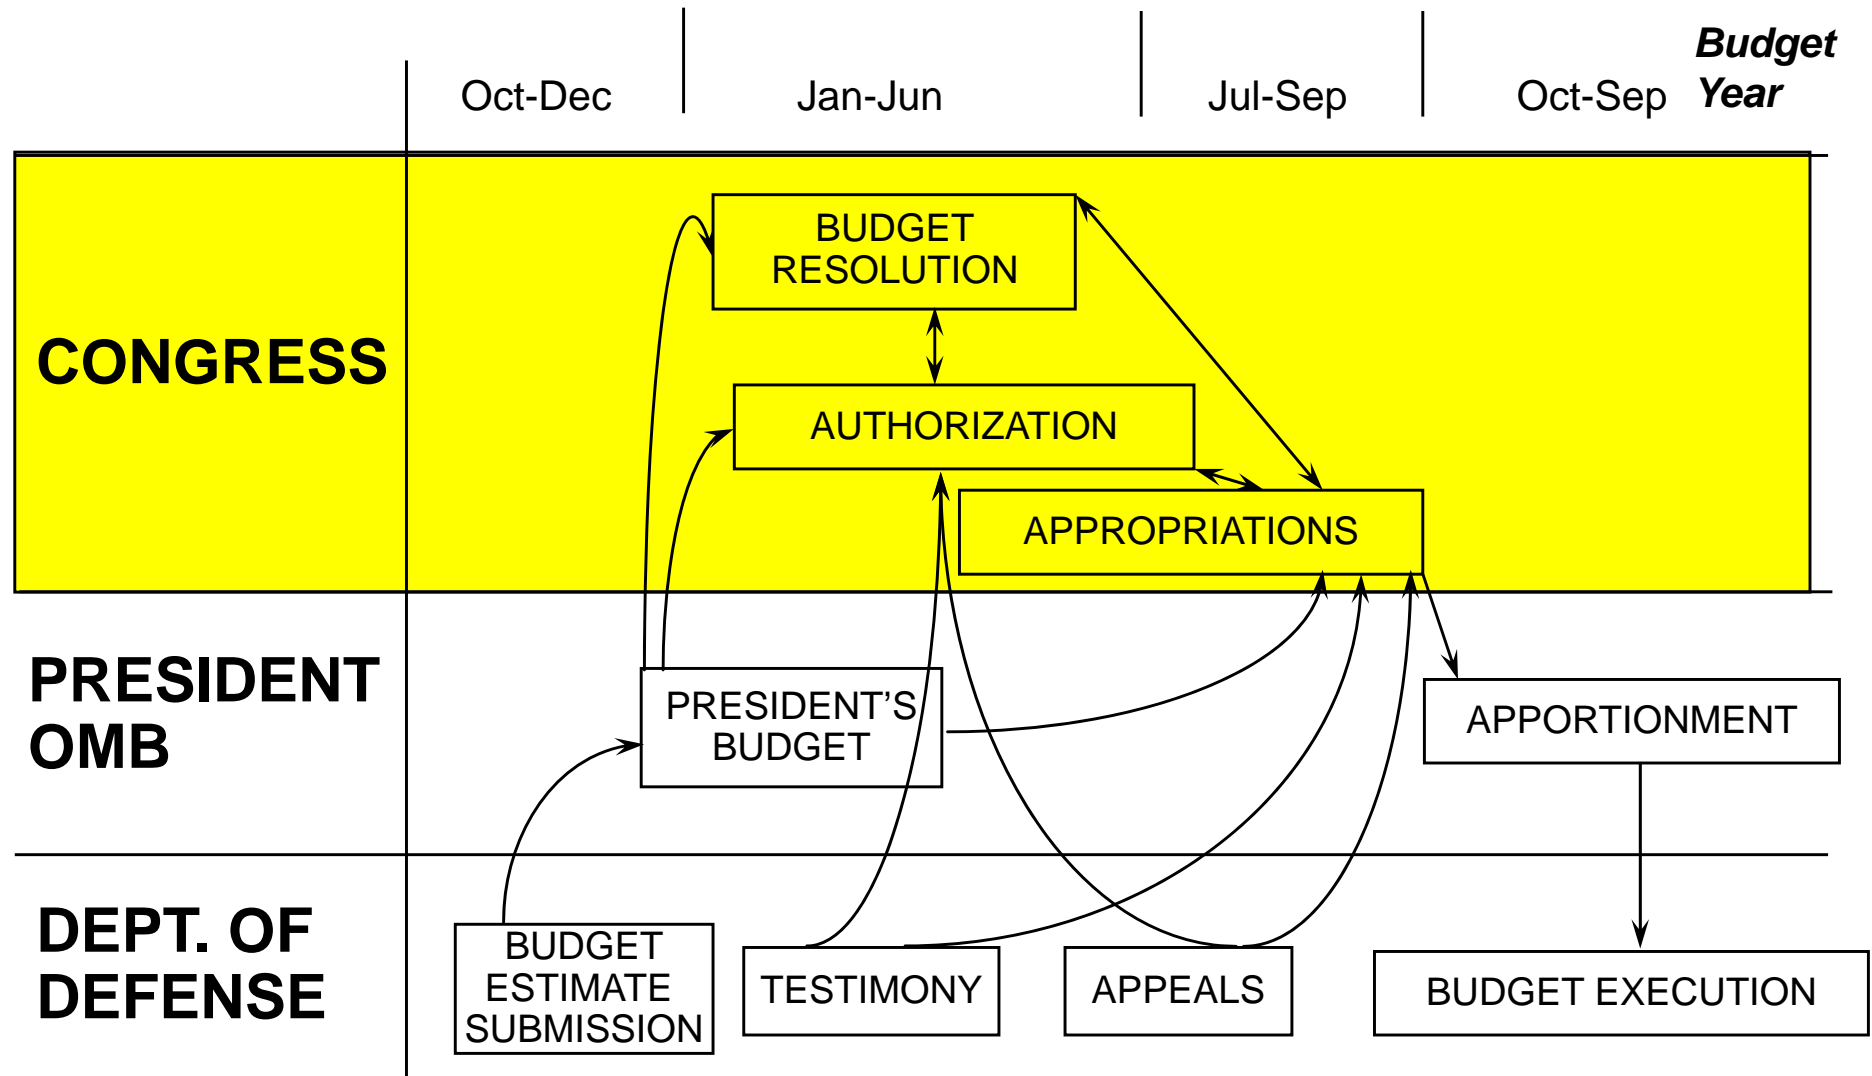 Oct-Dec
Jan-Jun
Jul-Sep
Oct-Sep
Budget
Year
CONGRESS
BUDGET
RESOLUTION
AUTHORIZATION
APPROPRIATIONS
PRESIDENT
OMB
PRESIDENT’S
BUDGET
APPORTIONMENT
DEPT. OF
DEFENSE
BUDGET
ESTIMATE
SUBMISSION
TESTIMONY
APPEALS
BUDGET EXECUTION